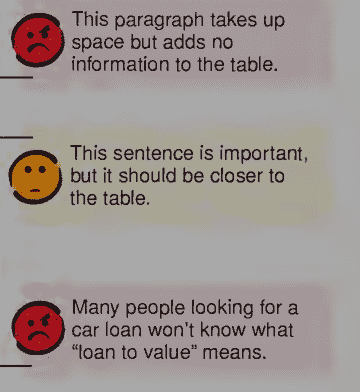 This paragraph takes up
space but adds no
information to the table.
This sentence is important,
but it should be closer to
the table.
Many people looking for a
car loan won't know what
“loan to value” means.